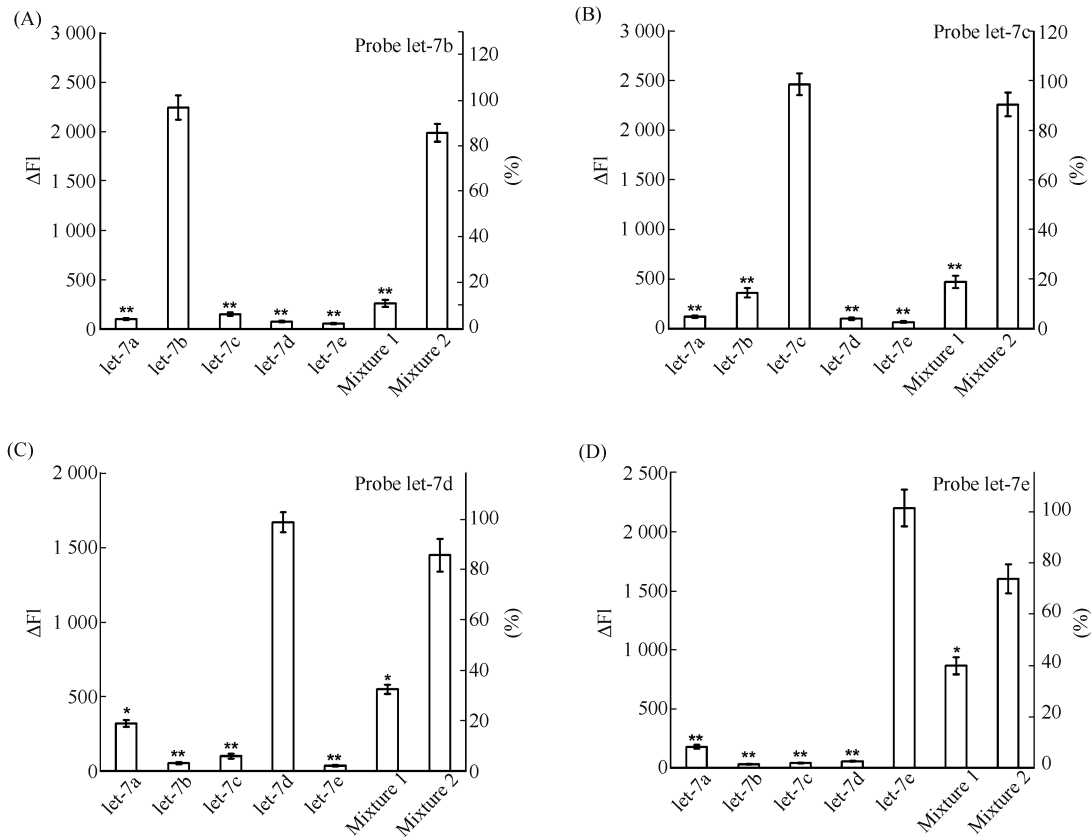 (A)
Probe let-7b
3 000
2 500
2 000
1 500
1 000
500
0
ΔFl
120
100
80
60
40
20
0
(%)
**
**
**
**
**
let-7a
let-7b
let-7c
let-7d
let-7e
Mixture 1
Mixture 2
(B)
Probe let-7c
3 000
2 500
2 000
1 500
1 000
500
0
ΔFl
120
100
80
60
40
20
0
(%)
**
**
**
**
**
let-7a
let-7b
let-7c
let-7d
let-7e
Mixture 1
Mixture 2
(C)
Probe let-7d
2 000
1 500
1 000
500
0
ΔFl
100
80
60
40
20
0
(%)
*
**
**
**
*
let-7a
let-7b
let-7c
let-7d
let-7e
Mixture 1
Mixture 2
(D)
Probe let-7e
2 500
2 000
1 500
1 000
500
0
ΔFl
100
80
60
40
20
0
(%)
**
**
**
**
*
let-7a
let-7b
let-7c
let-7d
let-7e
Mixture 1
Mixture 2